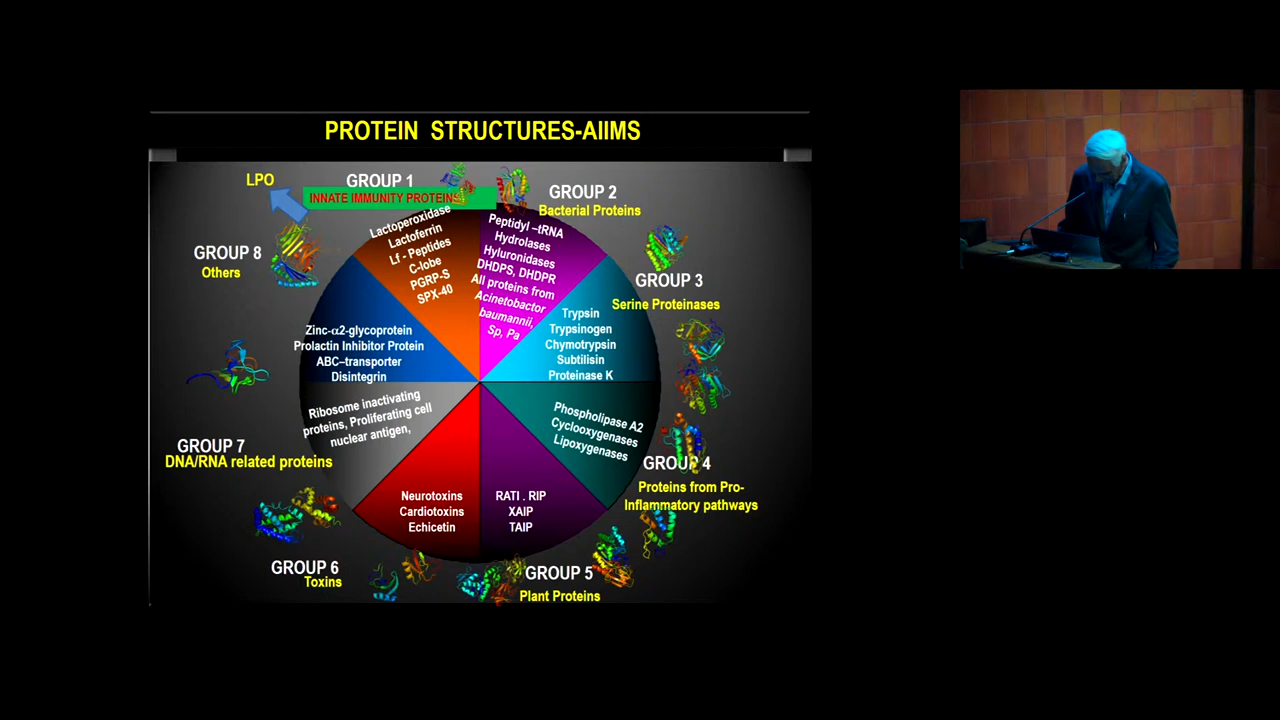 PROTEIN STRUCTURES-AIIMS
LPO
GROUP 1
INNATE IMMUNITY PROTEINS
Lactoperoxidase
Lactoferrin
Lf - Peptides
C-lobe
PGRP-S
SPX-40
GROUP 2
Bacterial Proteins
Peptidyl –tRNA
Hydrolases
Hyluronidases
DHDPS, DHDPR
All proteins from
Acinetobactor
baumannii,
Sp, Pa
GROUP 3
Serine Proteinases
Trypsin
Trypsinogen
Chymotrypsin
Subtilisin
Proteinase K
GROUP 4
Proteins from Pro-
Inflammatory pathways
Phospholipase A2
Cyclooxygenases
Lipoxygenases
GROUP 5
Plant Proteins
RATI . RIP
XAIP
TAIP
GROUP 6
Toxins
Neurotoxins
Cardiotoxins
Echicetin
GROUP 7
DNA/RNA related proteins
Ribosome inactivating
proteins, Proliferating cell
nuclear antigen,
GROUP 8
Others
Zinc-α2-glycoprotein
Prolactin Inhibitor Protein
ABC–transporter
Disintegrin